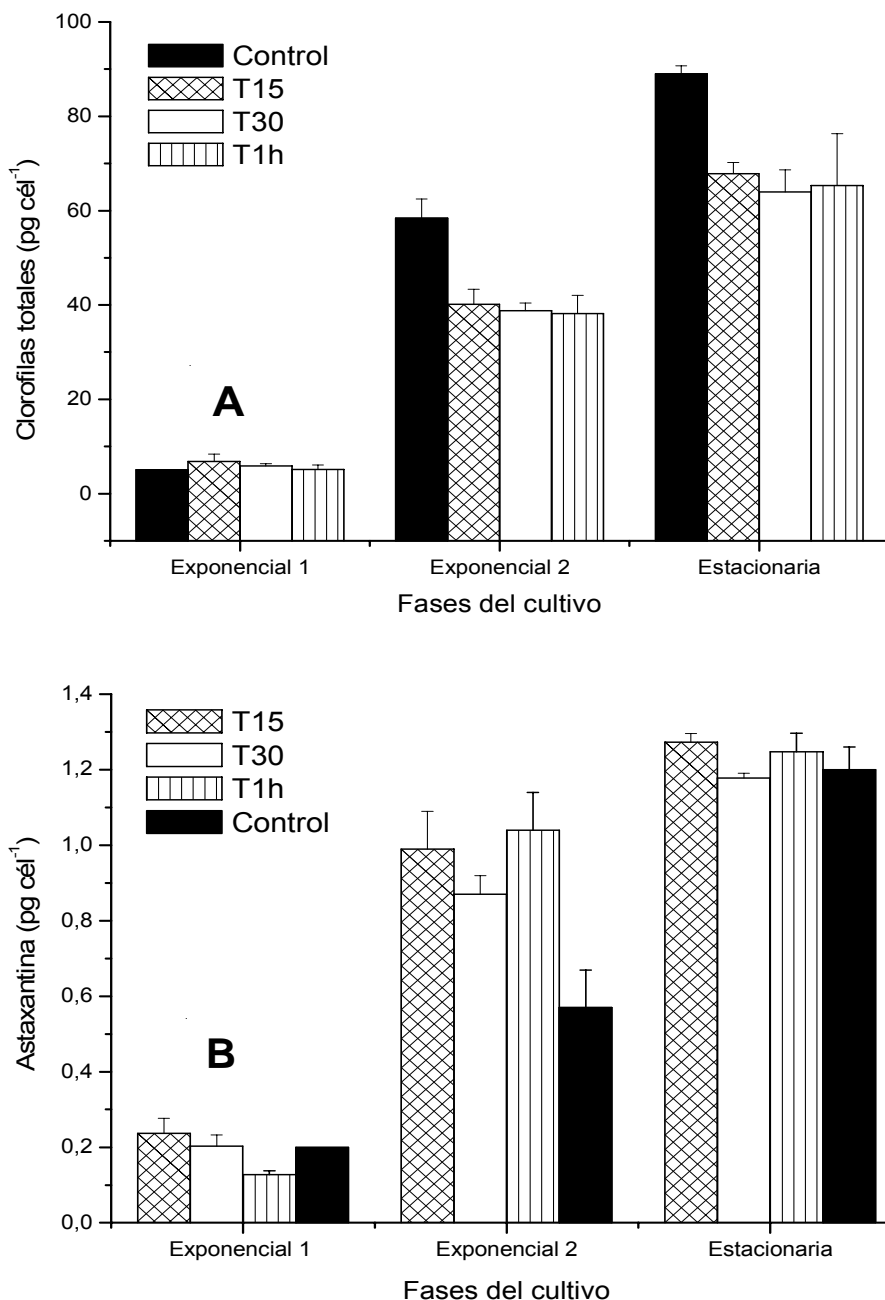 Clorofilas totales (pg cél⁻¹)
100
80
60
40
20
0
Control
T15
T30
T1h
A
Exponencial 1
Exponencial 2
Estacionaria
Fases del cultivo
Astaxantina (pg cél⁻¹)
1,4
1,2
1,0
0,8
0,6
0,4
0,2
0,0
T15
T30
T1h
Control
B
Exponencial 1
Exponencial 2
Estacionaria
Fases del cultivo